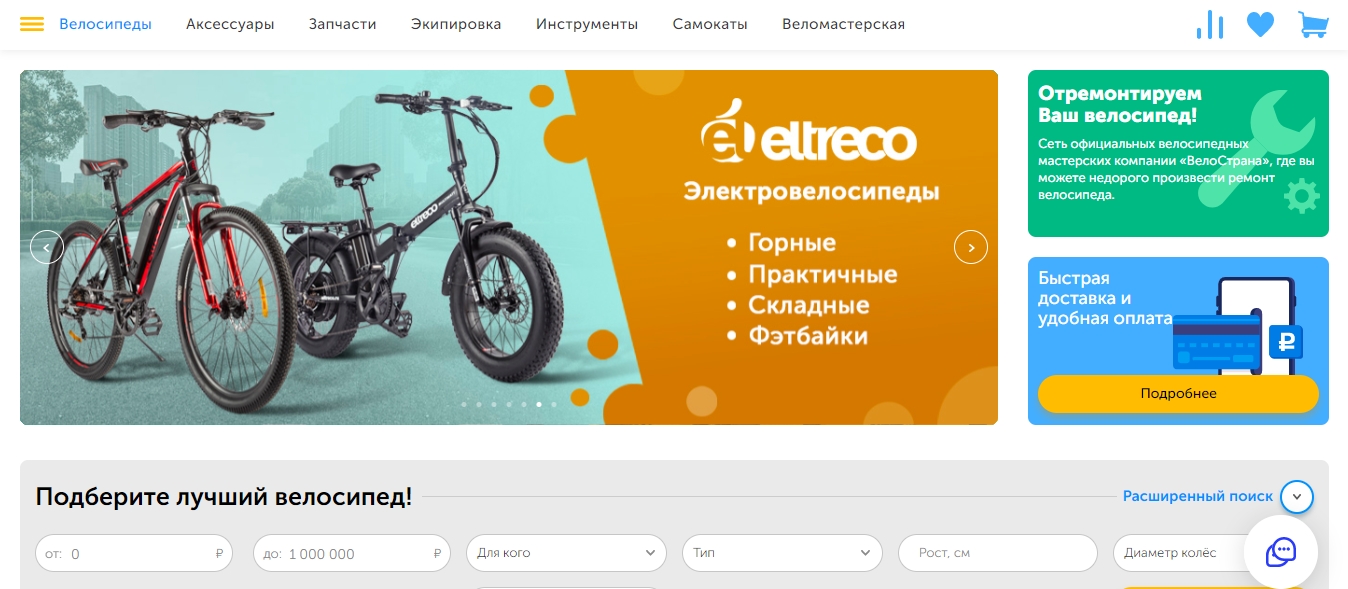 Велосипеды Аксессуары Запчасти Экипировка Инструменты Самокаты Веломастерская
eltreco
Электровелосипеды
• Горные
• Практичные
• Складные
• Фэтбайки
eltreco
Отремонтируем
Ваш велосипед!
Сеть официальных велосипедных
мастерских компании «ВелоСтрана», где вы
можете недорого произвести ремонт
велосипеда.
Быстрая
доставка и
удобная оплата
₽
Подробнее
Подберите лучший велосипед!
Расширенный поиск
от: 0 ₽ до: 1 000 000 ₽ Для кого Тип Рост, см Диаметр колёс